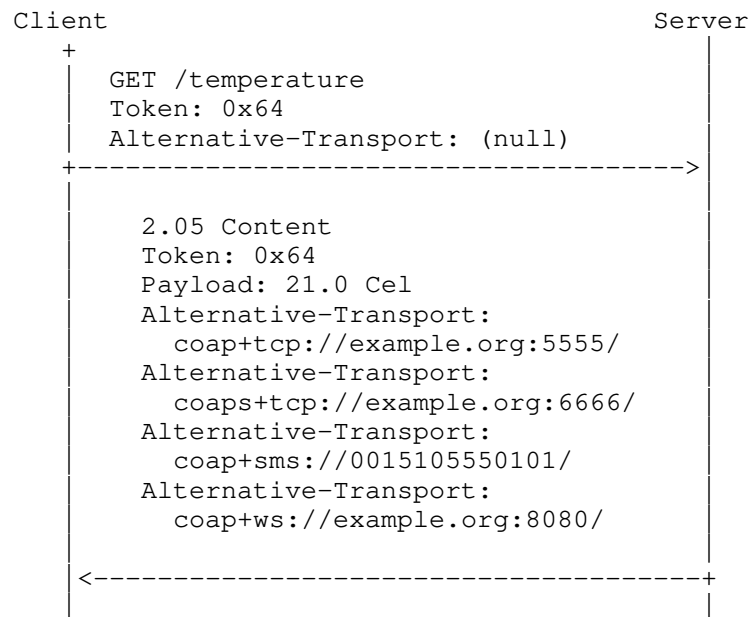 Client Server
GET /temperature
Token: 0x64
Alternative-Transport: (null)
2.05 Content
Token: 0x64
Payload: 21.0 Cel
Alternative-Transport:
coap+tcp://example.org:5555/
Alternative-Transport:
coaps+tcp://example.org:6666/
Alternative-Transport:
coap+sms://0015105550101/
Alternative-Transport:
coap+ws://example.org:8080/